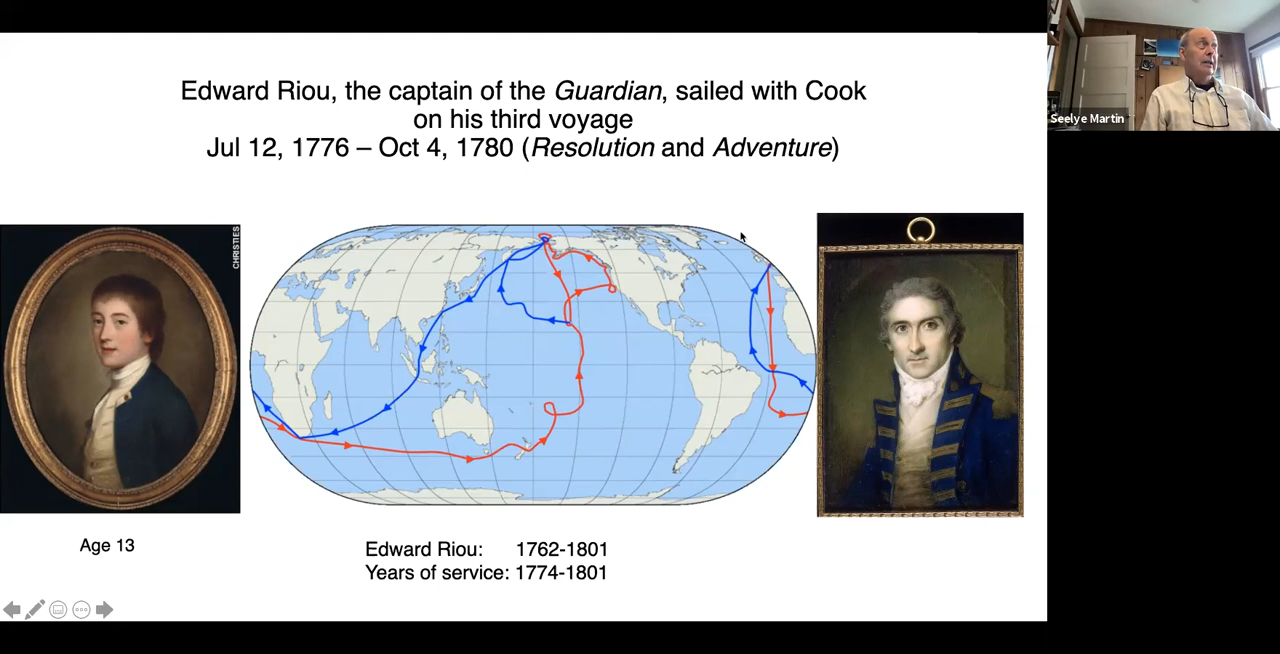 Edward Riou, the captain of the Guardian, sailed with Cook
on his third voyage
Jul 12, 1776 – Oct 4, 1780 (Resolution and Adventure)
Seelye Martin
CHRISTIES
Age 13
Edward Riou: 1762-1801
Years of service: 1774-1801